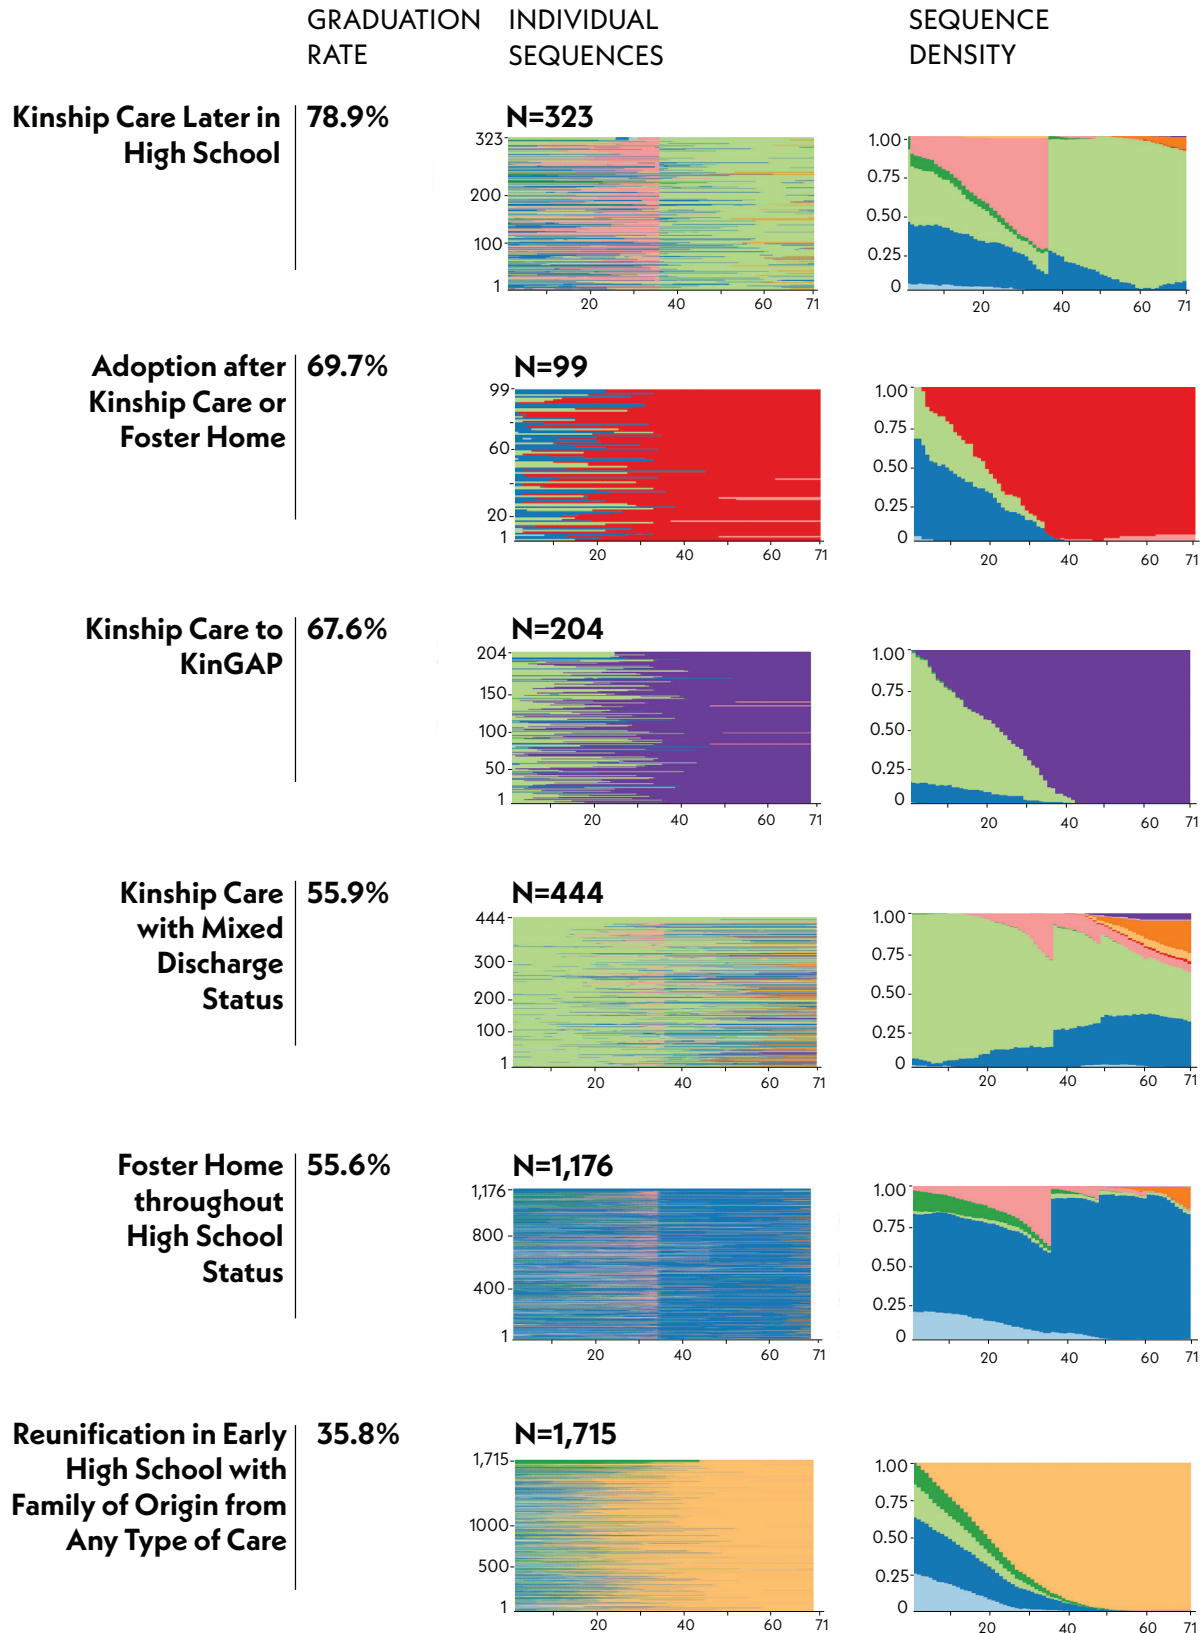 GRADUATION
RATE
INDIVIDUAL
SEQUENCES
SEQUENCE
DENSITY
Kinship Care Later in
High School
78.9%
N=323
323
200
100
1
20 40 60 71
1.00
0.75
0.50
0.25
0
20 40 60 71
Adoption after
Kinship Care or
Foster Home
69.7%
N=99
99
60
20
1
20 40 60 71
1.00
0.75
0.50
0.25
0
20 40 60 71
Kinship Care to
KinGAP
67.6%
N=204
204
150
100
50
1
20 40 60 71
1.00
0.75
0.50
0.25
0
20 40 60 71
Kinship Care
with Mixed
Discharge
Status
55.9%
N=444
444
300
200
100
1
20 40 60 71
1.00
0.75
0.50
0.25
0
20 40 60 71
Foster Home
throughout
High School
Status
55.6%
N=1,176
1,176
800
400
1
20 40 60 71
1.00
0.75
0.50
0.25
0
20 40 60 71
Reunification in Early
High School with
Family of Origin from
Any Type of Care
35.8%
N=1,715
1,715
1000
500
1
20 40 60 71
1.00
0.75
0.50
0.25
0
20 40 60 71